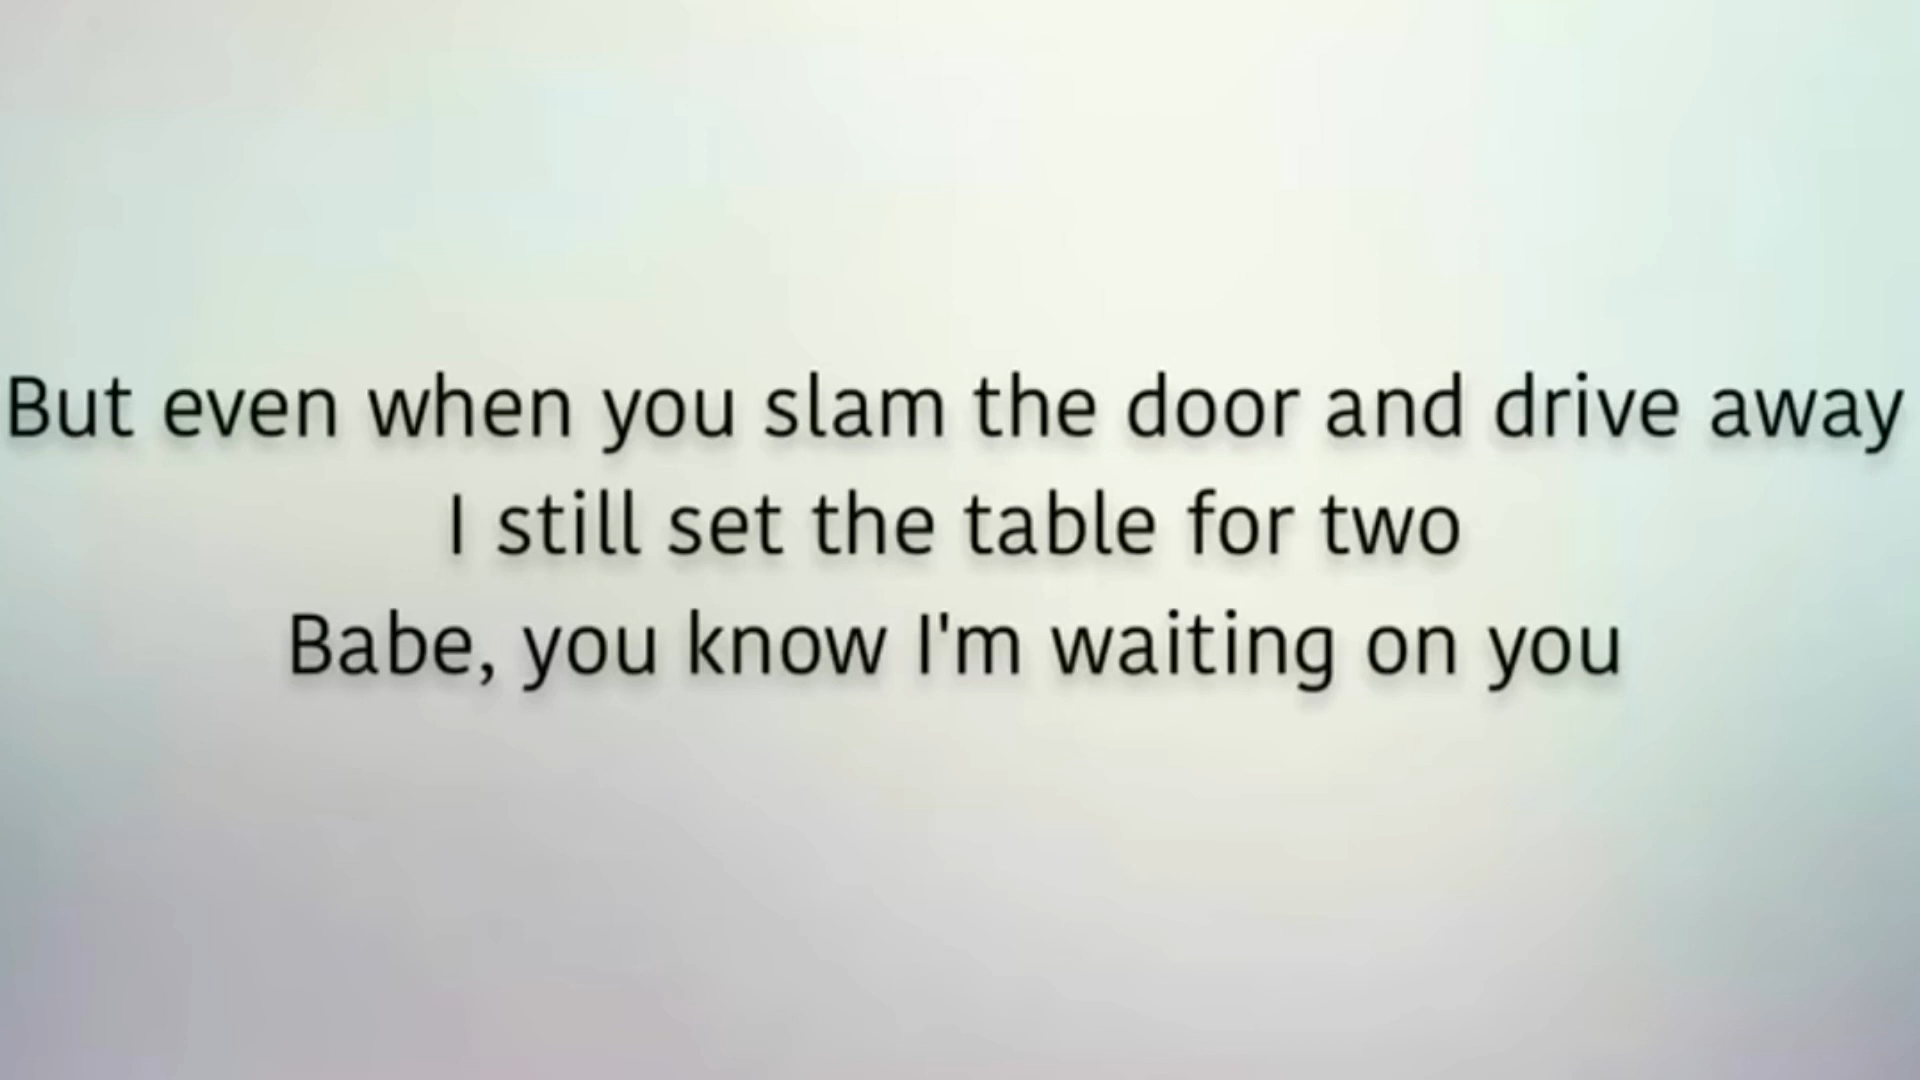 But even when you slam the door and drive away
I still set the table for two
Babe, you know I'm waiting on you